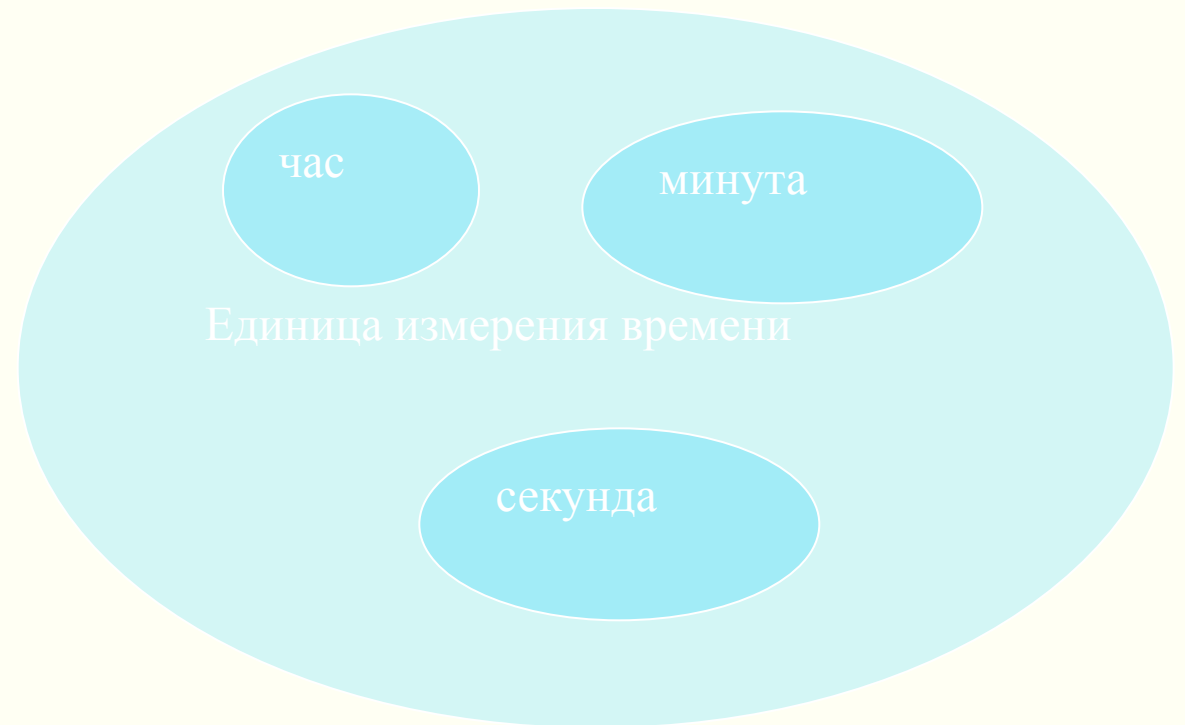 час
минута
Единица измерения времени
секунда